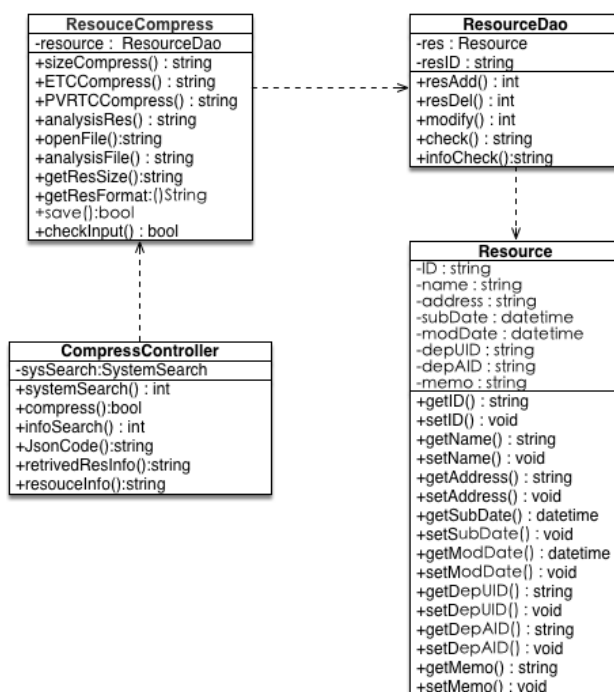 ResouceCompress
-resource : ResourceDao
+sizeCompress() : string
+ETCCompress() : string
+PVRTCCompress() : string
+analysisRes() : string
+openFile():string
+analysisFile() : string
+getResSize() : string
+getResFormat:()String
+save():bool
+checkInput() : bool
ResourceDao
-res : Resource
-resID : string
+resAdd() : int
+resDel() : int
+modify() : int
+check() : string
+infoCheck():string
CompressController
-sysSearch:SystemSearch
+systemSearch() : int
+compress():bool
+infoSearch() : int
+JsonCode():string
+retrivedResInfo():string
+resouceInfo():string
Resource
-ID : string
-name : string
-address : string
-subDate : datetime
-modDate : datetime
-depUID : string
-depAID : string
-memo : string
+getID() : string
+setID() : void
+getName() : string
+setName() : void
+getAddress() : string
+setAddress() : void
+getSubDate() : datetime
+setSubDate() : void
+getModDate() : datetime
+setModDate() : void
+getDepUID() : string
+setDepUID() : void
+getDepAID() : string
+setDepAID() : void
+getMemo() : string
+setMemo() : void